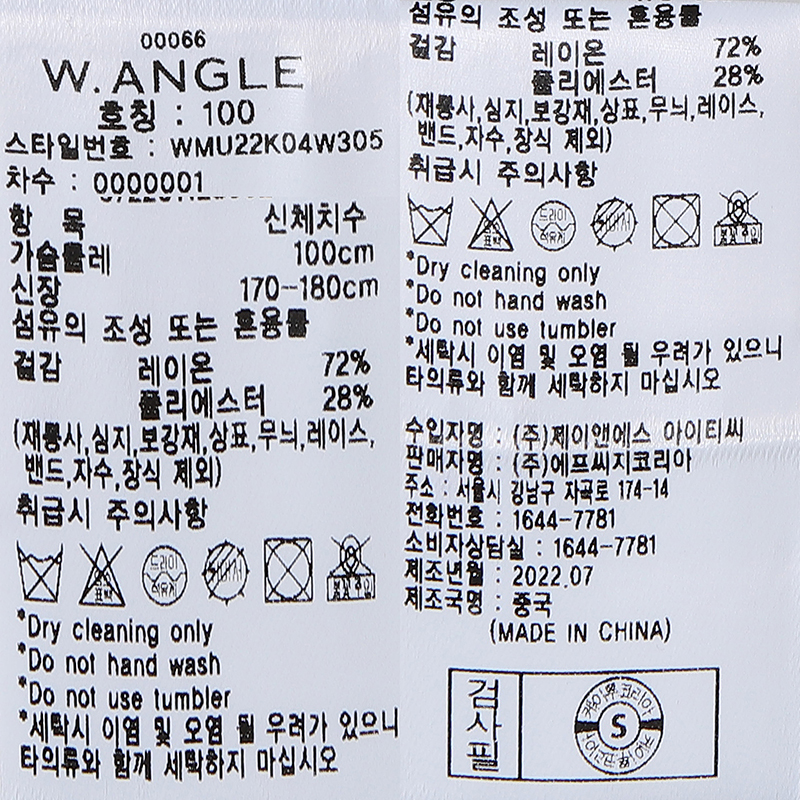 00066
W.ANGLE
호칭 : 100
스타일번호 : WMU22K04W305
차수 : 0000001
항 목 신체치수
가슴둘레 100cm
신장 170-180cm
섬유의 조성 또는 혼용률
겉감 레이온 72%
폴리에스터 28%
(재봉사,심지,보강재,상표,무늬,레이스,
밴드,자수,장식 제외)
취급시 주의사항
드라이
석유계
*Dry cleaning only
*Do not hand wash
*Do not use tumbler
*세탁시 이염 및 오염 될 우려가 있으니
타의류와 함께 세탁하지 마십시오
섬유의 조성 또는 혼용률
겉감 레이온 72%
폴리에스터 28%
(재봉사,심지,보강재,상표,무늬,레이스,
밴드,자수,장식 제외)
취급시 주의사항
드라이
석유계
*Dry cleaning only
*Do not hand wash
*Do not use tumbler
*세탁시 이염 및 오염 될 우려가 있으니
타의류와 함께 세탁하지 마십시오
수입자명 : (주)제이앤에스 아이티씨
판매자명 : (주)에프씨지코리아
주소 : 서울시 강남구 자곡로 174-14
전화번호 : 1644-7781
소비자상담실 : 1644-7781
제조년월 : 2022.07
제조국명 : 중국
(MADE IN CHINA)
검사필
S